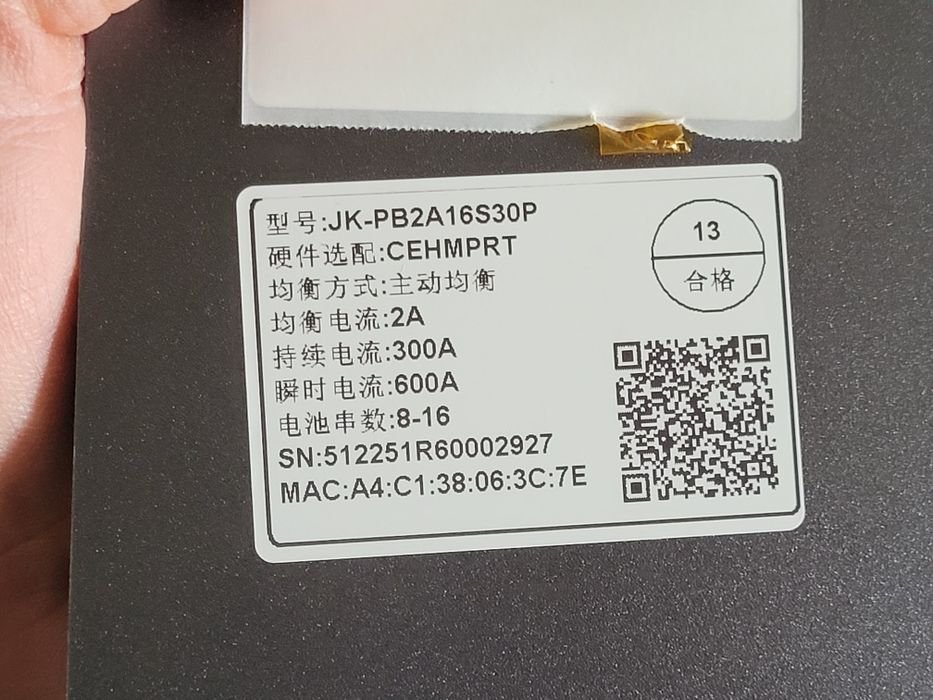 型号:JK-PB2A16S30P
硬件选配:CEHMPRT
均衡方式:主动均衡
均衡电流:2A
持续电流:300A
瞬时电流:600A
电池串数:8-16
SN:512251R60002927
MAC:A4:C1:38:06:3C:7E
13
合格